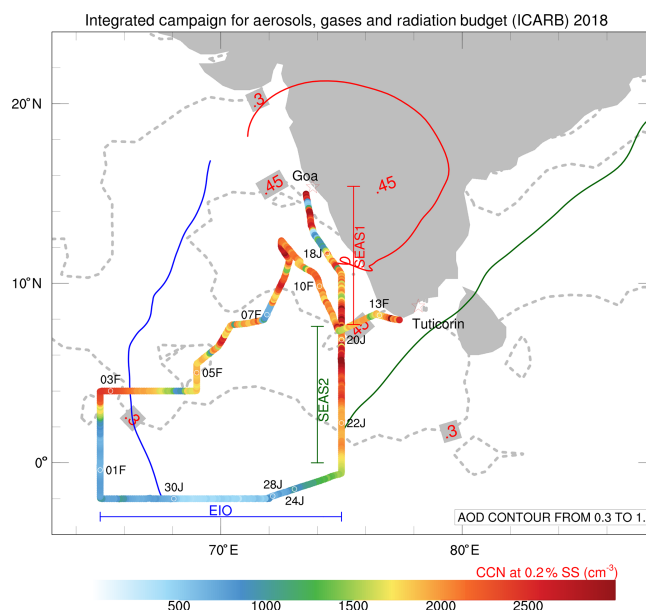 Integrated campaign for aerosols, gases and radiation budget (ICARB) 2018
20°N
.3
.45
Goa
.45
18J
SEAS1
10°N
10F
13F
07F
Tuticorin
20J
05F
SEAS2
03F
.3
22J
.3
0°
01F
30J
28J
24J
EIO
AOD CONTOUR FROM 0.3 TO 1.
70°E
80°E
CCN at 0.2% SS (cm⁻³)
500
1000
1500
2000
2500